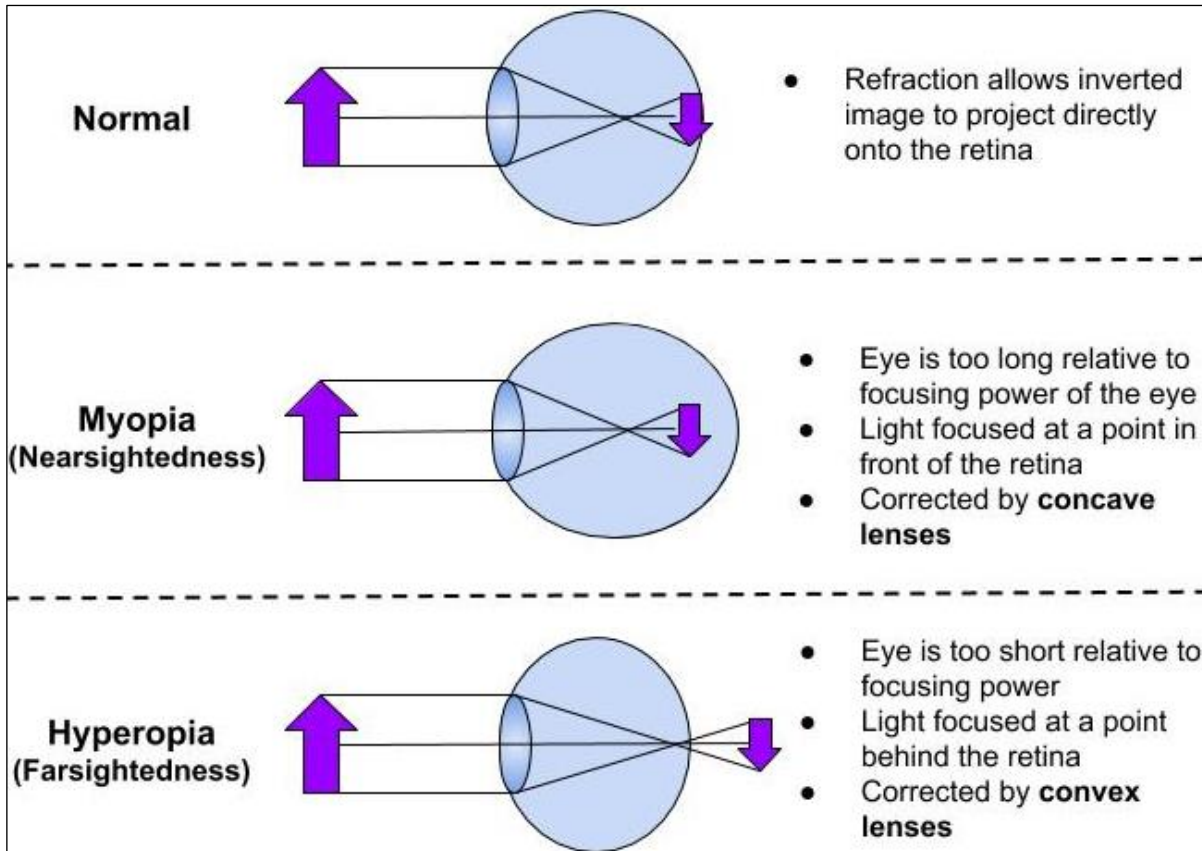 Normal
● Refraction allows inverted
image to project directly
onto the retina
Myopia
(Nearsightedness)
● Eye is too long relative to
focusing power of the eye
● Light focused at a point in
front of the retina
● Corrected by concave
lenses
Hyperopia
(Farsightedness)
● Eye is too short relative to
focusing power
● Light focused at a point
behind the retina
● Corrected by convex
lenses